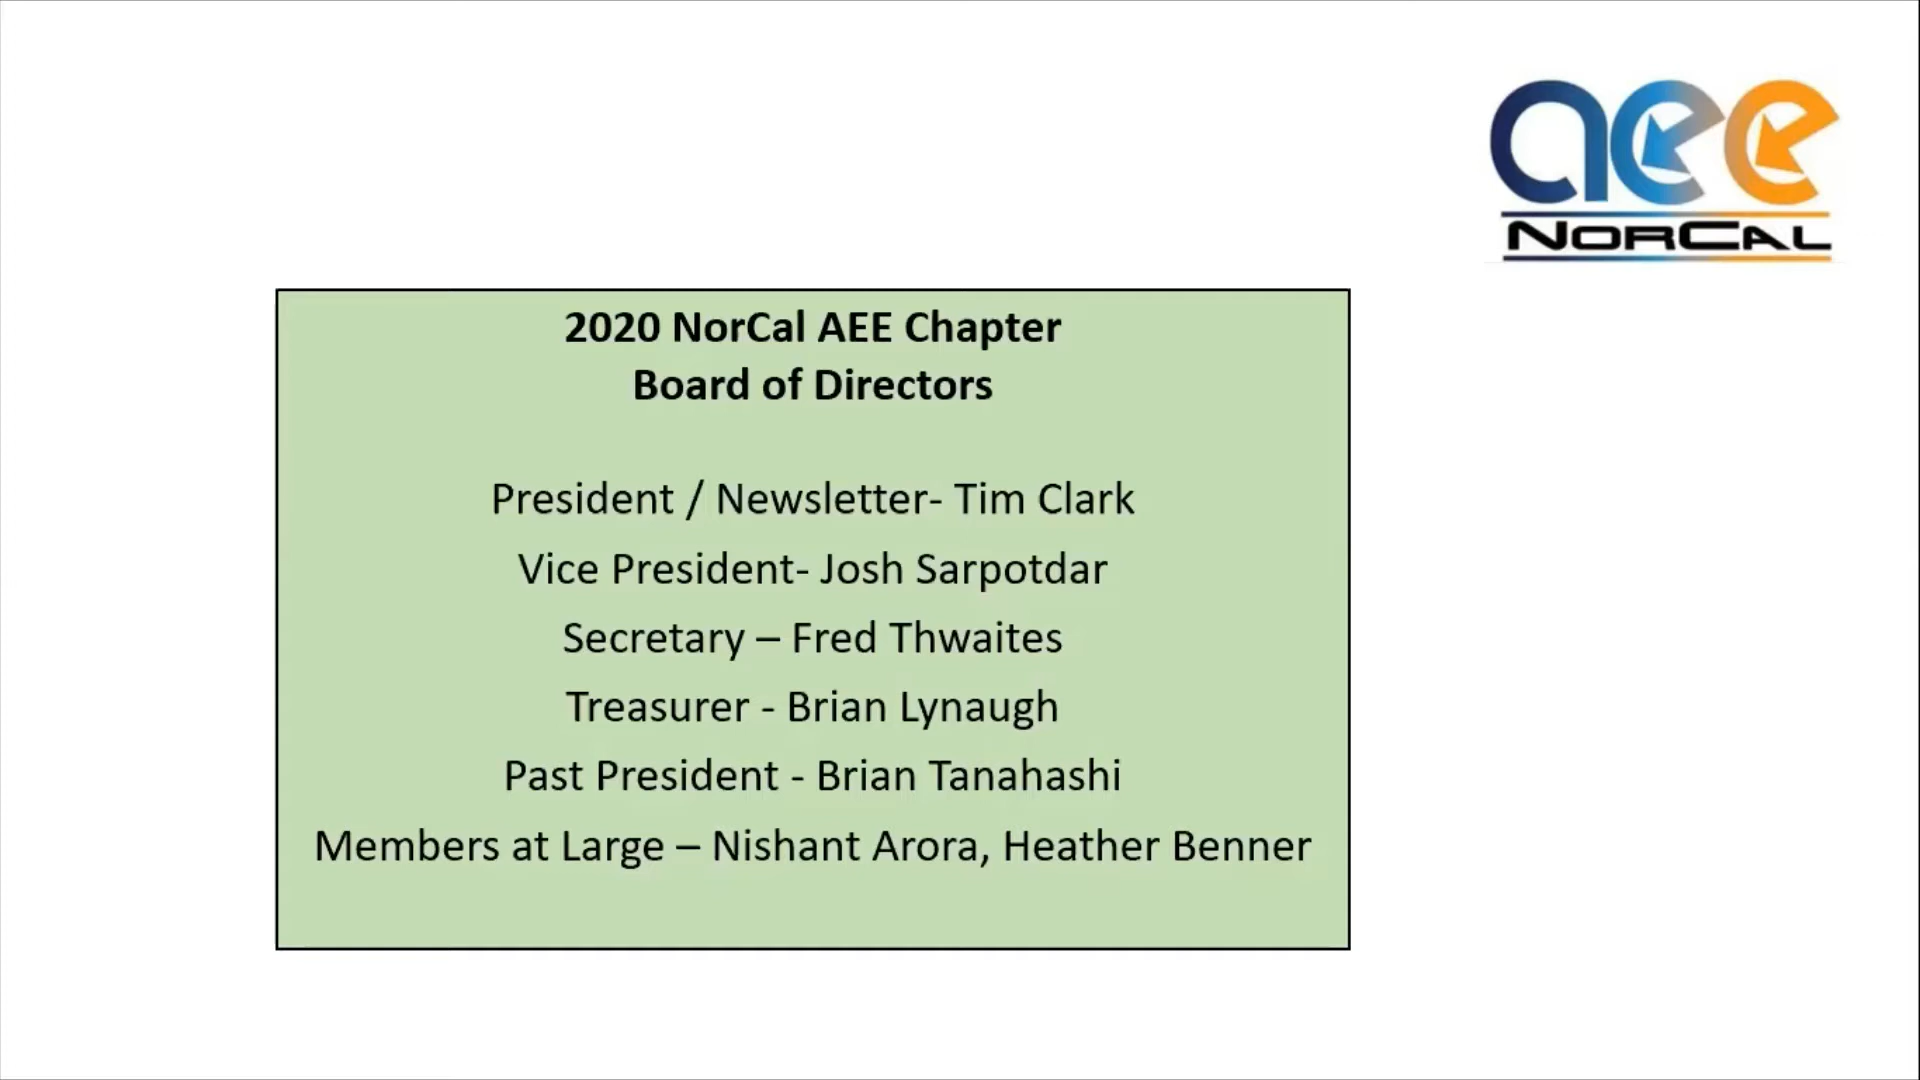 aee
NORCAL
2020 NorCal AEE Chapter
Board of Directors
President / Newsletter- Tim Clark
Vice President- Josh Sarpotdar
Secretary – Fred Thwaites
Treasurer - Brian Lynaugh
Past President - Brian Tanahashi
Members at Large – Nishant Arora, Heather Benner